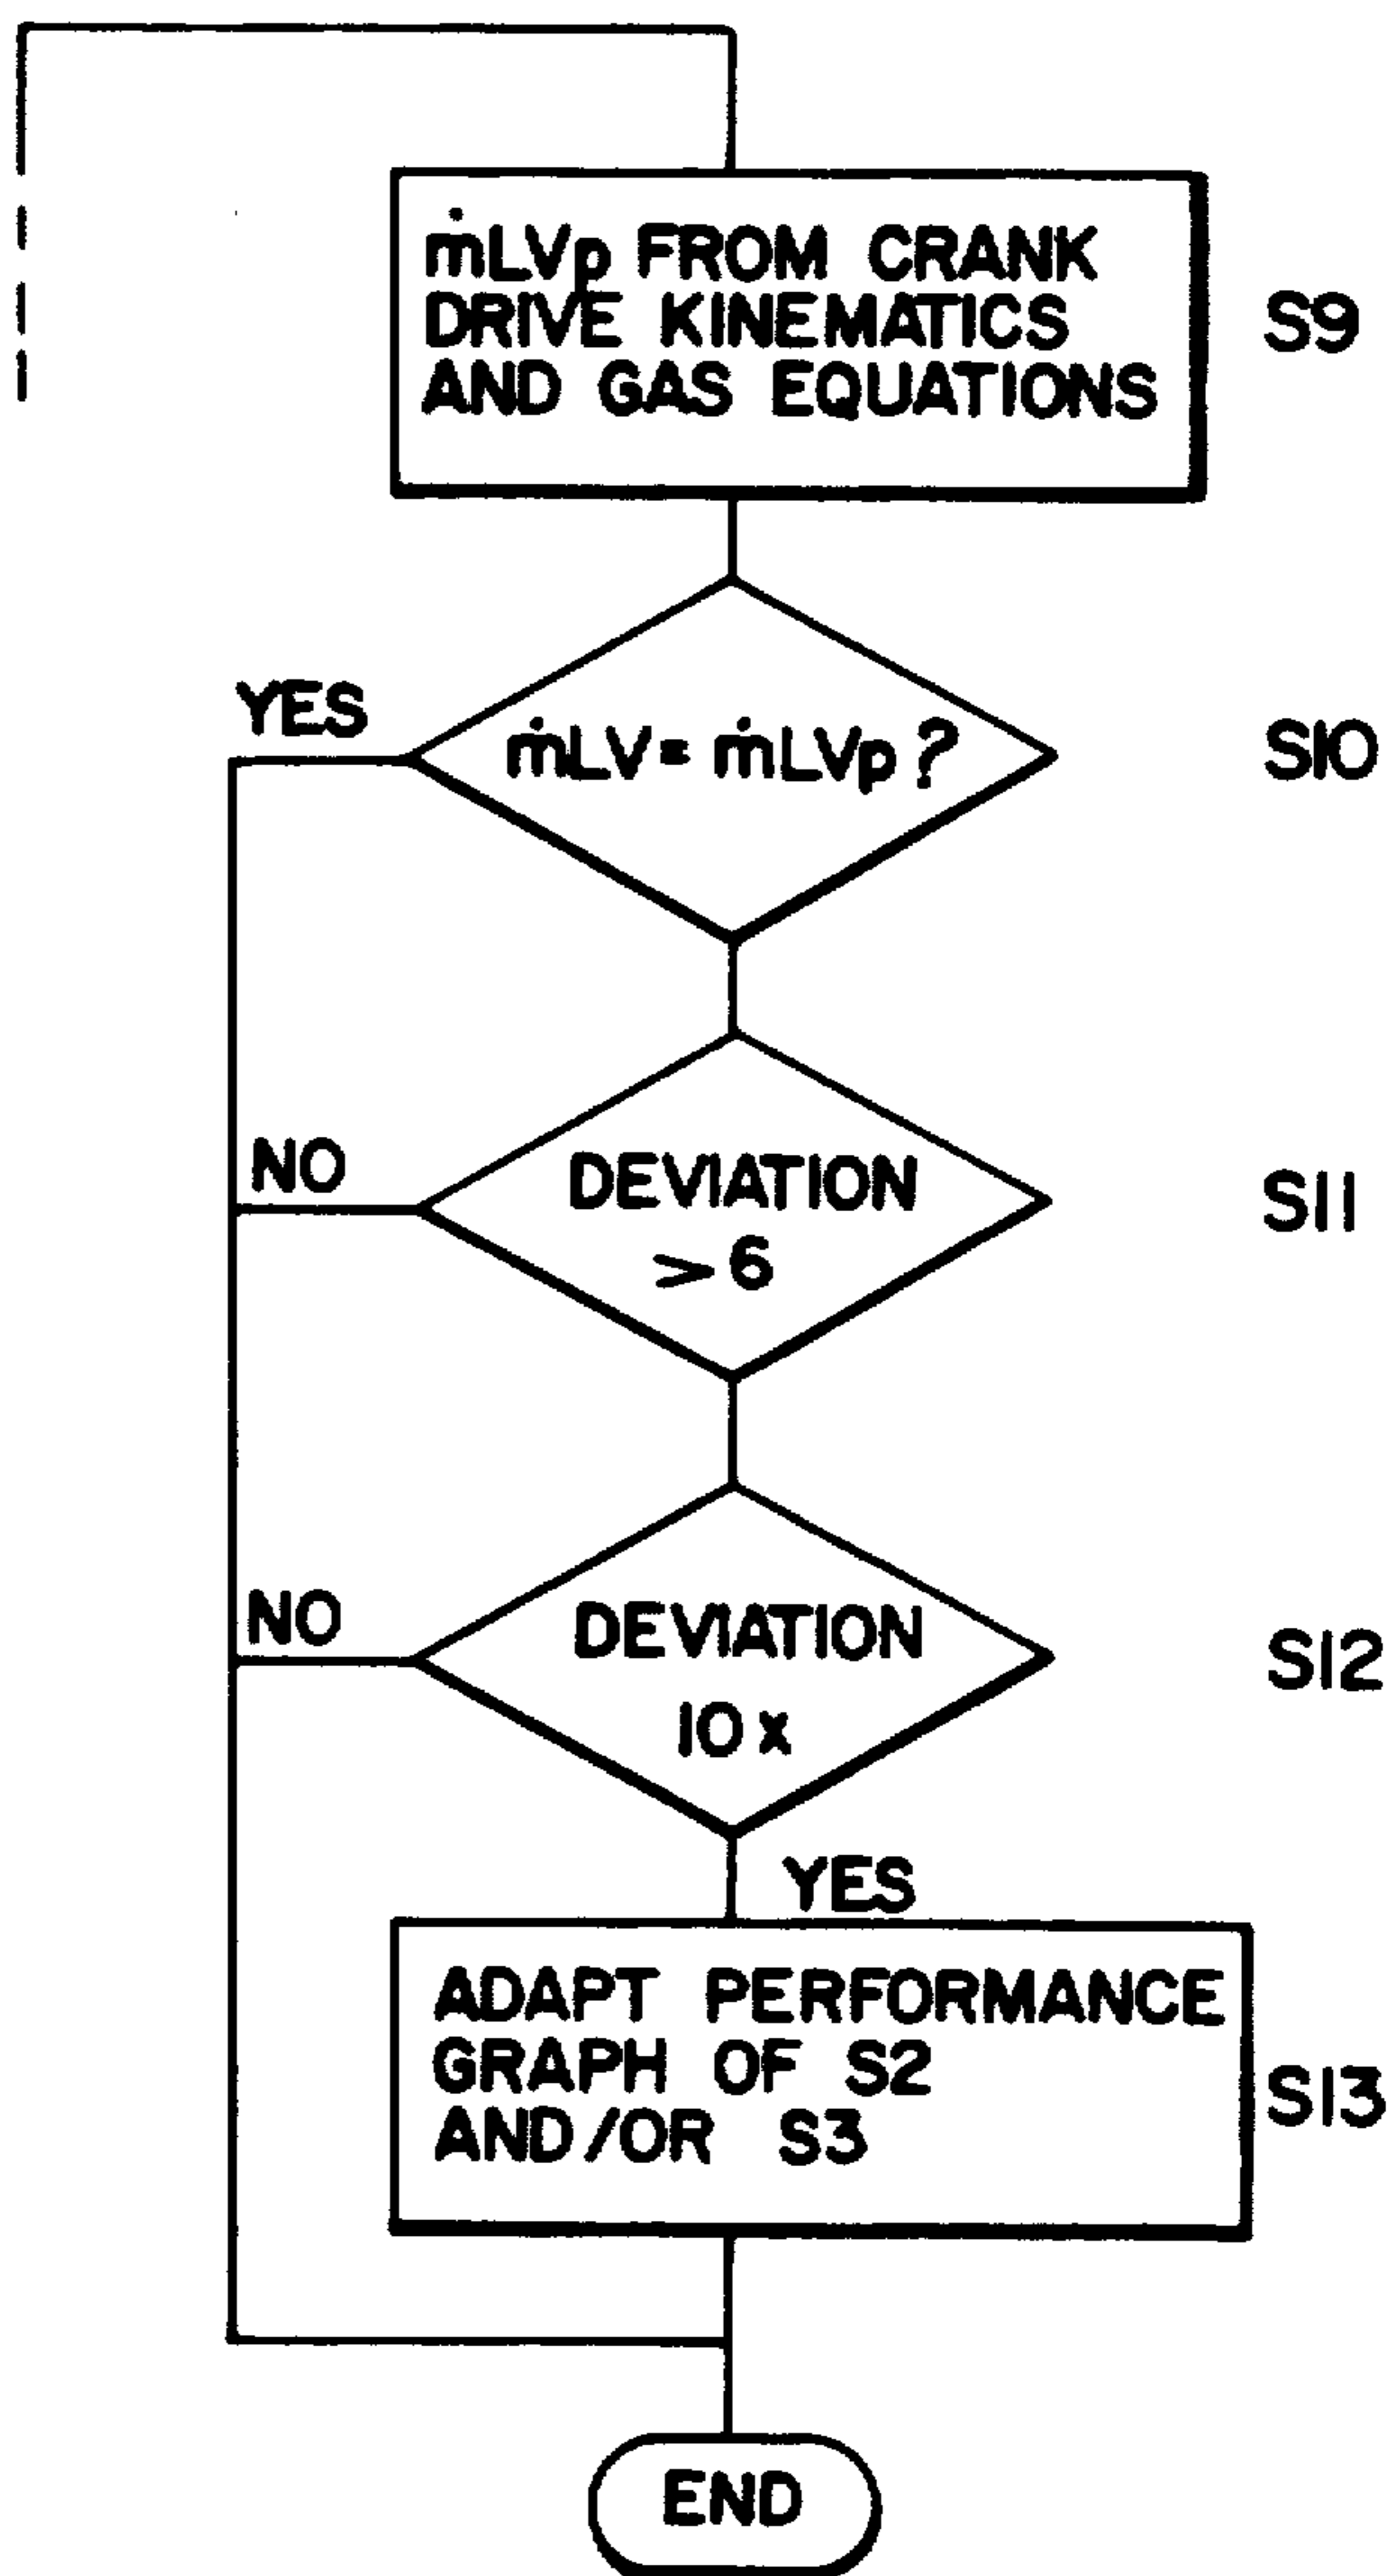 ṁLVp FROM CRANK
DRIVE KINEMATICS
AND GAS EQUATIONS
S9
YES
ṁLV = ṁLVp ?
S10
NO
DEVIATION
> 6
S11
NO
DEVIATION
10 x
S12
YES
ADAPT PERFORMANCE
GRAPH OF S2
AND/OR S3
S13
END